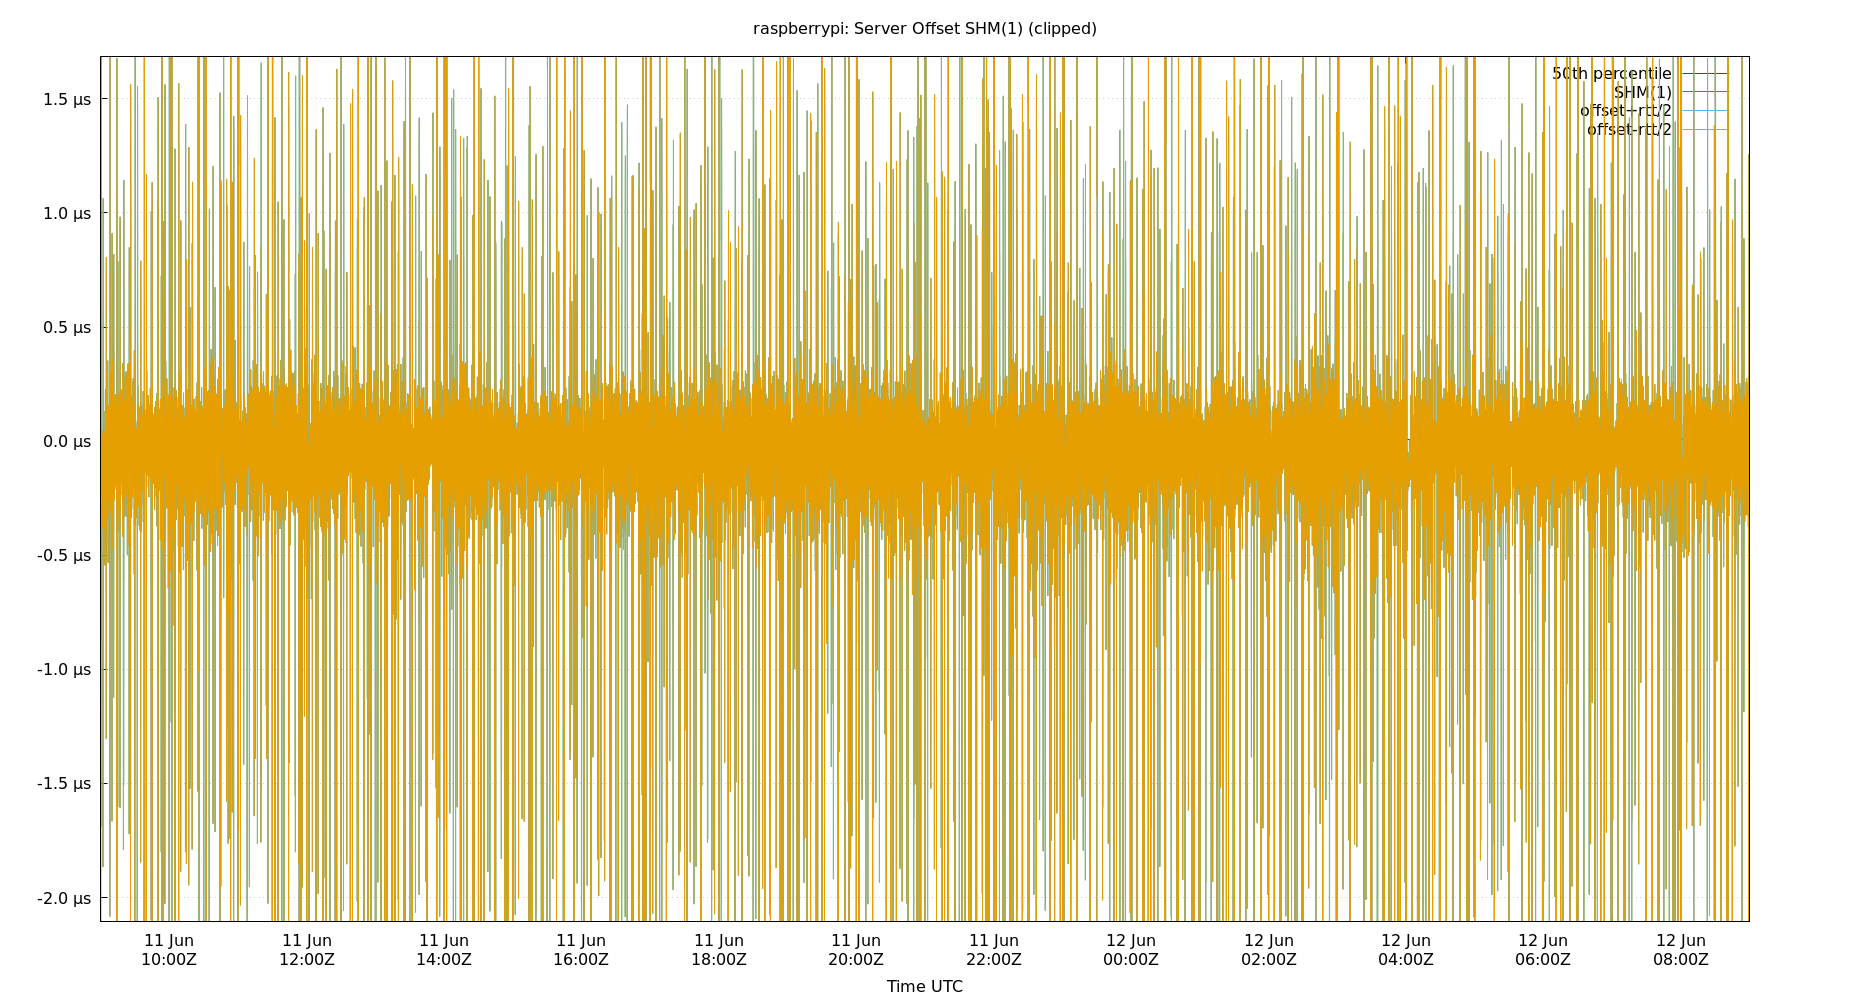 raspberrypi: Server Offset SHM(1) (clipped)
50th percentile
SHM(1)
offset+rtt/2
offset-rtt/2
1.5 µs
1.0 µs
0.5 µs
0.0 µs
-0.5 µs
-1.0 µs
-1.5 µs
-2.0 µs
11 Jun 11 Jun 11 Jun 11 Jun 11 Jun 11 Jun 11 Jun 12 Jun 12 Jun 12 Jun 12 Jun 12 Jun
10:00Z 12:00Z 14:00Z 16:00Z 18:00Z 20:00Z 22:00Z 00:00Z 02:00Z 04:00Z 06:00Z 08:00Z
Time UTC